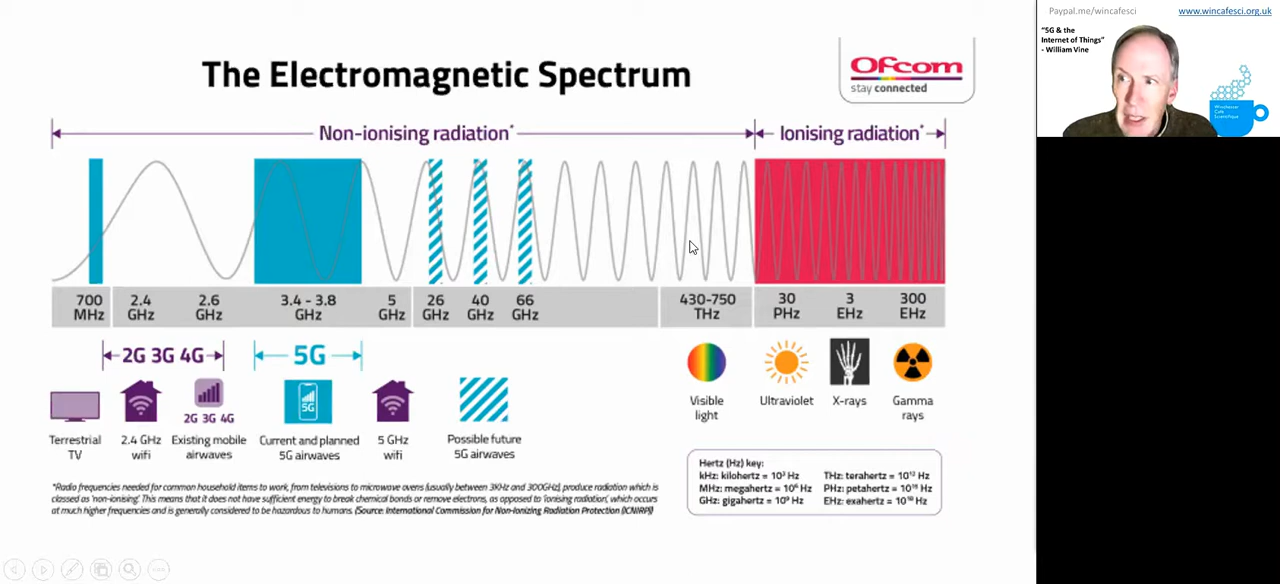 Paypal.me/wincafesci
www.wincafesci.org.uk
"5G & the
Internet of Things"
- William Vine
Winchester
Café
Scientifique
The Electromagnetic Spectrum
Ofcom
stay connected
Non-ionising radiation*
Ionising radiation*
700
MHz
2.4
GHz
2.6
GHz
3.4 - 3.8
GHz
5
GHz
26
GHz
40
GHz
66
GHz
430-750
THz
30
PHz
3
EHz
300
EHz
2G 3G 4G
5G
5G
2G 3G 4G
Terrestrial
TV
2.4 GHz
wifi
Existing mobile
airwaves
Current and planned
5G airwaves
5 GHz
wifi
Possible future
5G airwaves
Visible
light
Ultraviolet
X-rays
Gamma
rays
Hertz (Hz) key:
kHz: kilohertz = 10³ Hz
MHz: megahertz = 10⁶ Hz
GHz: gigahertz = 10⁹ Hz
THz: terahertz = 10¹² Hz
PHz: petahertz = 10¹⁵ Hz
EHz: exahertz = 10¹⁸ Hz
*Radio frequencies needed for common household items to work, from televisions to microwave ovens (usually between 3KHz and 300GHz), produce radiation which is
classed as 'non-ionising'. This means that it does not have sufficient energy to break chemical bonds or remove electrons, as opposed to 'ionising radiation', which occurs
at much higher frequencies and is generally considered to be hazardous to humans. (Source: International Commission for Non-Ionizing Radiation Protection (ICNIRP))